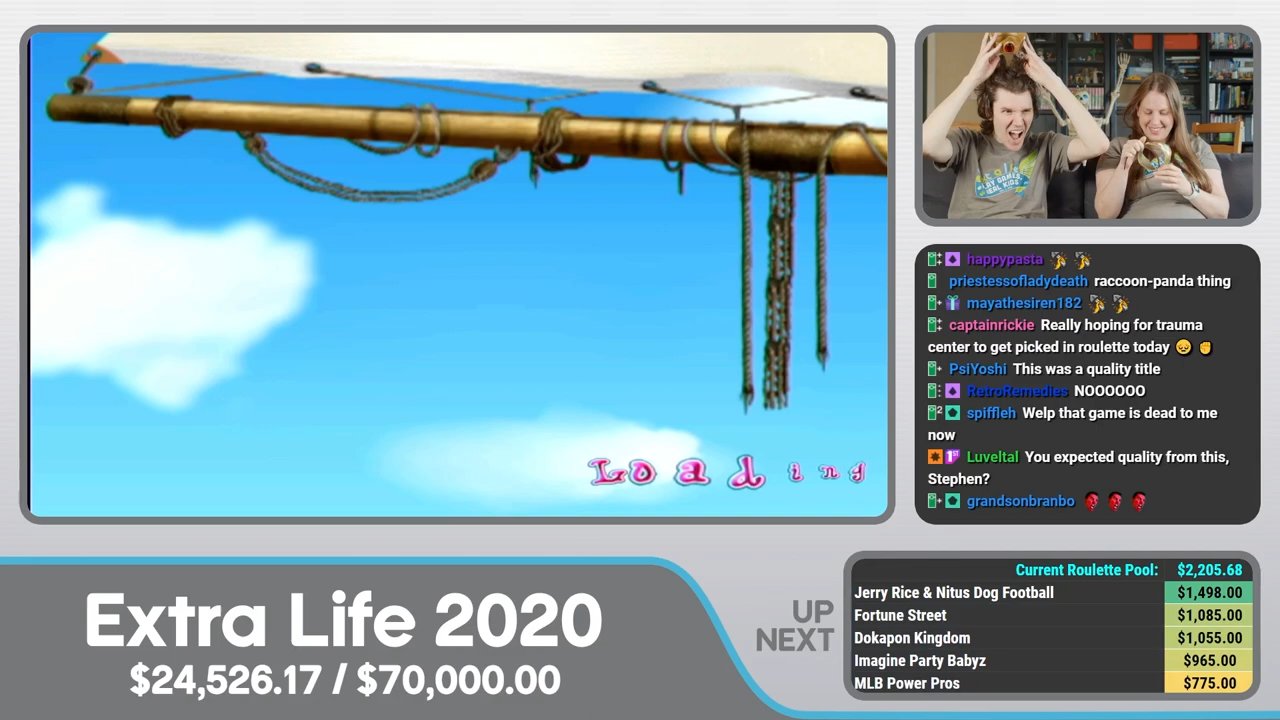 Loading
happypasta
priestessofladydeath raccoon-panda thing
mayathesiren182
captainrickie Really hoping for trauma
center to get picked in roulette today
PsiYoshi This was a quality title
RetroRemedies NOOOOOO
spiffleh Welp that game is dead to me
now
Luveltal You expected quality from this,
Stephen?
grandsonbranbo
Extra Life 2020
$24,526.17 / $70,000.00
UP
NEXT
Current Roulette Pool: $2,205.68
Jerry Rice & Nitus Dog Football $1,498.00
Fortune Street $1,085.00
Dokapon Kingdom $1,055.00
Imagine Party Babyz $965.00
MLB Power Pros $775.00